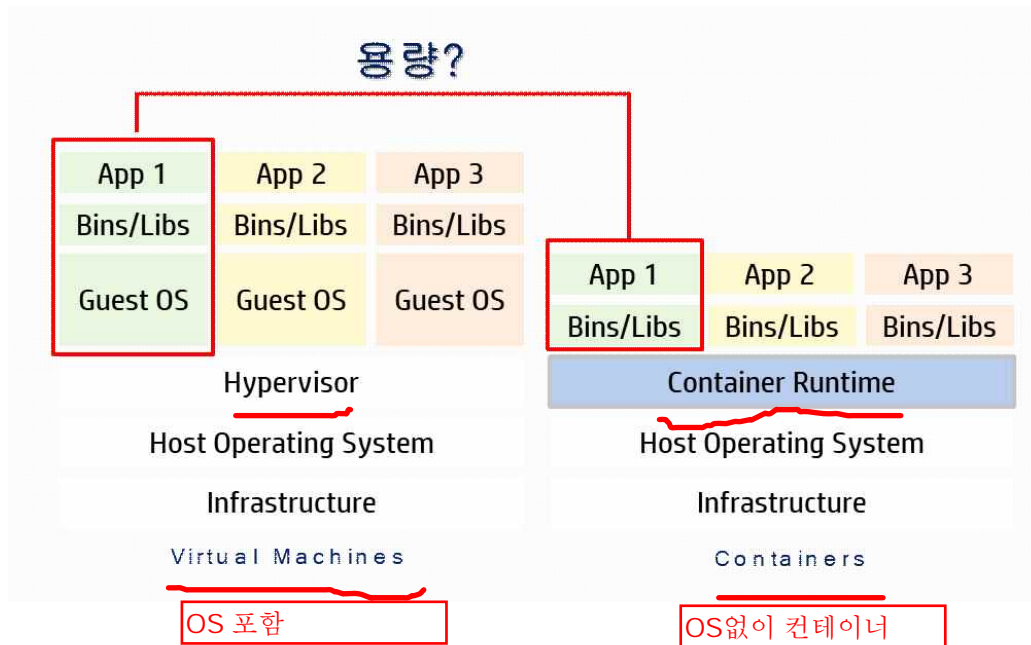 용량?
App 1 App 2 App 3
Bins/Libs Bins/Libs Bins/Libs
Guest OS Guest OS Guest OS
Hypervisor
Host Operating System
Infrastructure
Virtual Machines
OS 포함
App 1 App 2 App 3
Bins/Libs Bins/Libs Bins/Libs
Container Runtime
Host Operating System
Infrastructure
Containers
OS없이 컨테이너